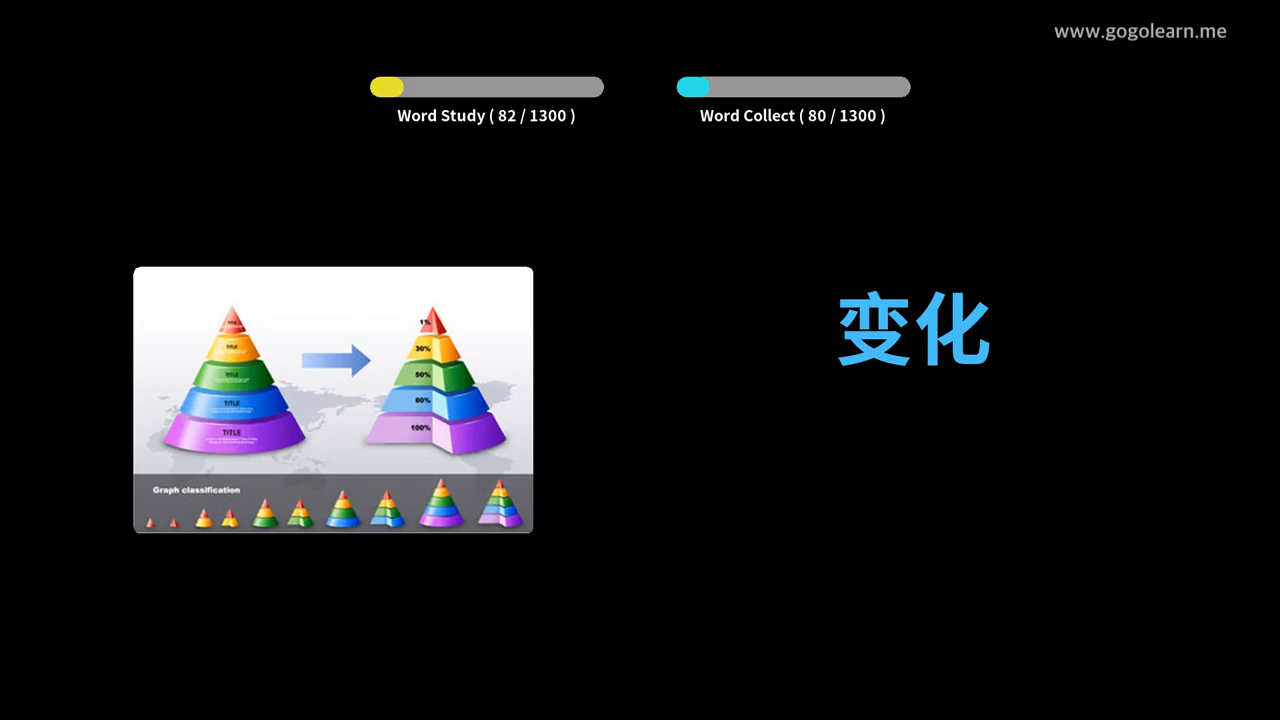 www.gogolearn.me
Word Study ( 82 / 1300 )
Word Collect ( 80 / 1300 )
变化
TITLE
TITLE
TITLE
TITLE
1%
30%
50%
80%
100%
Graph classification